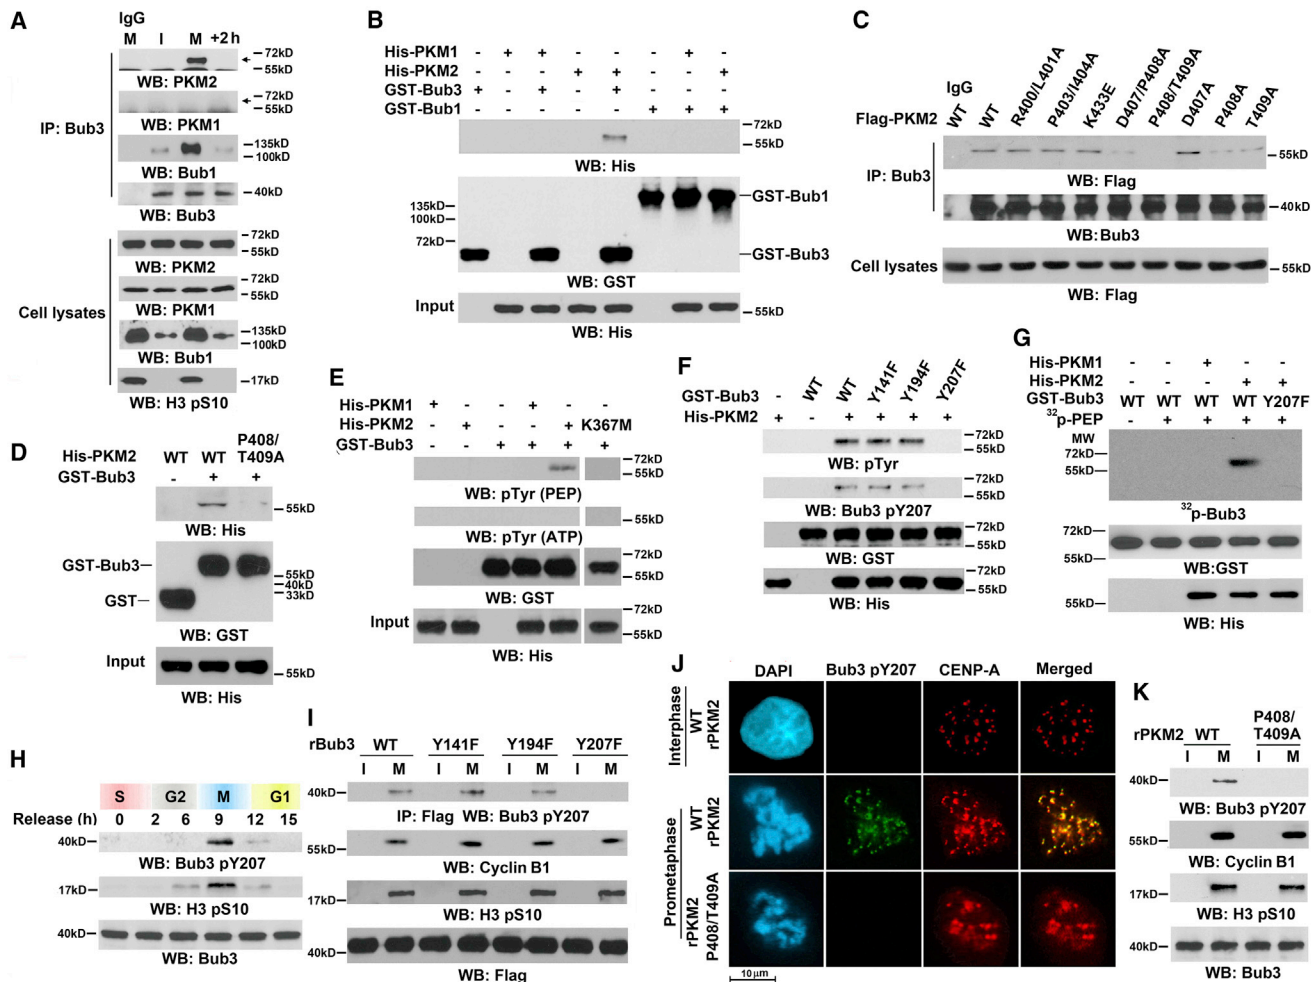 A
IgG
M I M +2 h
72kD
55kD
WB: PKM2
72kD
55kD
WB: PKM1
IP: Bub3
135kD
100kD
WB: Bub1
40kD
WB: Bub3
72kD
55kD
WB: PKM2
72kD
55kD
WB: PKM1
Cell lysates
135kD
100kD
WB: Bub1
17kD
WB: H3 pS10
B
His-PKM1 - + + - - - + -
His-PKM2 - - - + + - - +
GST-Bub3 + - + - + - - -
GST-Bub1 - - - - - + + +
72kD
55kD
WB: His
135kD
100kD
72kD
GST-Bub1
GST-Bub3
WB: GST
Input
55kD
WB: His
C
IgG
Flag-PKM2 WT WT R400/L401A P403/I404A K433E D407/P408A P408/T409A D407A P408A T409A
55kD
WB: Flag
IP: Bub3
40kD
WB:Bub3
Cell lysates
55kD
WB: Flag
D
His-PKM2 WT WT P408/T409A
GST-Bub3 - + +
55kD
WB: His
GST-Bub3
GST
55kD
40kD
33kD
WB: GST
Input
55kD
WB: His
E
His-PKM1 + - - + -
His-PKM2 - + - - + K367M
GST-Bub3 - - + + + +
72kD
55kD
WB: pTyr (PEP)
WB: pTyr (ATP)
72kD
55kD
WB: GST
Input
72kD
55kD
WB: His
F
GST-Bub3 - WT WT Y141F Y194F Y207F
His-PKM2 + - + + + +
72kD
55kD
WB: pTyr
WB: Bub3 pY207
72kD
55kD
WB: GST
72kD
55kD
WB: His
G
His-PKM1 - - + - -
His-PKM2 - - - + +
GST-Bub3 WT WT WT WT Y207F
32p-PEP - + + + +
MW
72kD
55kD
32p-Bub3
72kD
55kD
WB:GST
55kD
WB: His
H
S G2 M G1
Release (h) 0 2 6 9 12 15
40kD
WB: Bub3 pY207
17kD
WB: H3 pS10
40kD
WB: Bub3
I
rBub3 WT Y141F Y194F Y207F
I M I M I M I M
40kD
IP: Flag WB: Bub3 pY207
55kD
WB: Cyclin B1
17kD
WB: H3 pS10
40kD
WB: Flag
J
DAPI Bub3 pY207 CENP-A Merged
Interphase
WT rPKM2
Prometaphase
WT rPKM2
rPKM2 P408/T409A
10 µm
K
rPKM2 WT P408/T409A
I M I M
40kD
WB: Bub3 pY207
55kD
WB: Cyclin B1
17kD
WB: H3 pS10
40kD
WB: Bub3